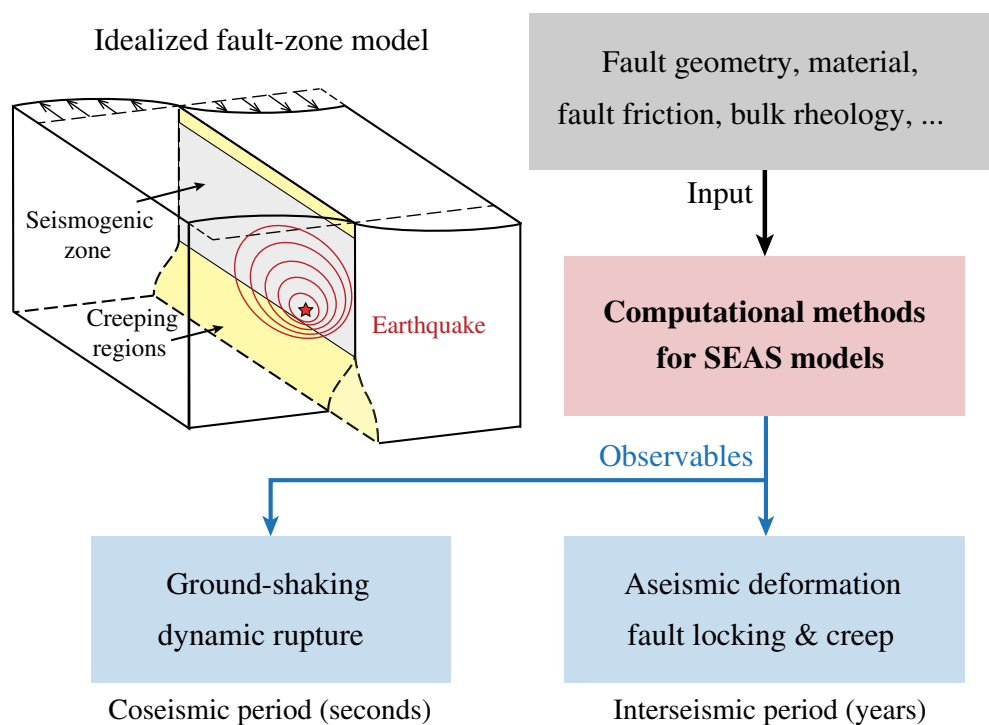 Idealized fault-zone model
Seismogenic
zone
Creeping
regions
Earthquake
Fault geometry, material,
fault friction, bulk rheology, ...
Input
Computational methods
for SEAS models
Observables
Ground-shaking
dynamic rupture
Coseismic period (seconds)
Aseismic deformation
fault locking & creep
Interseismic period (years)